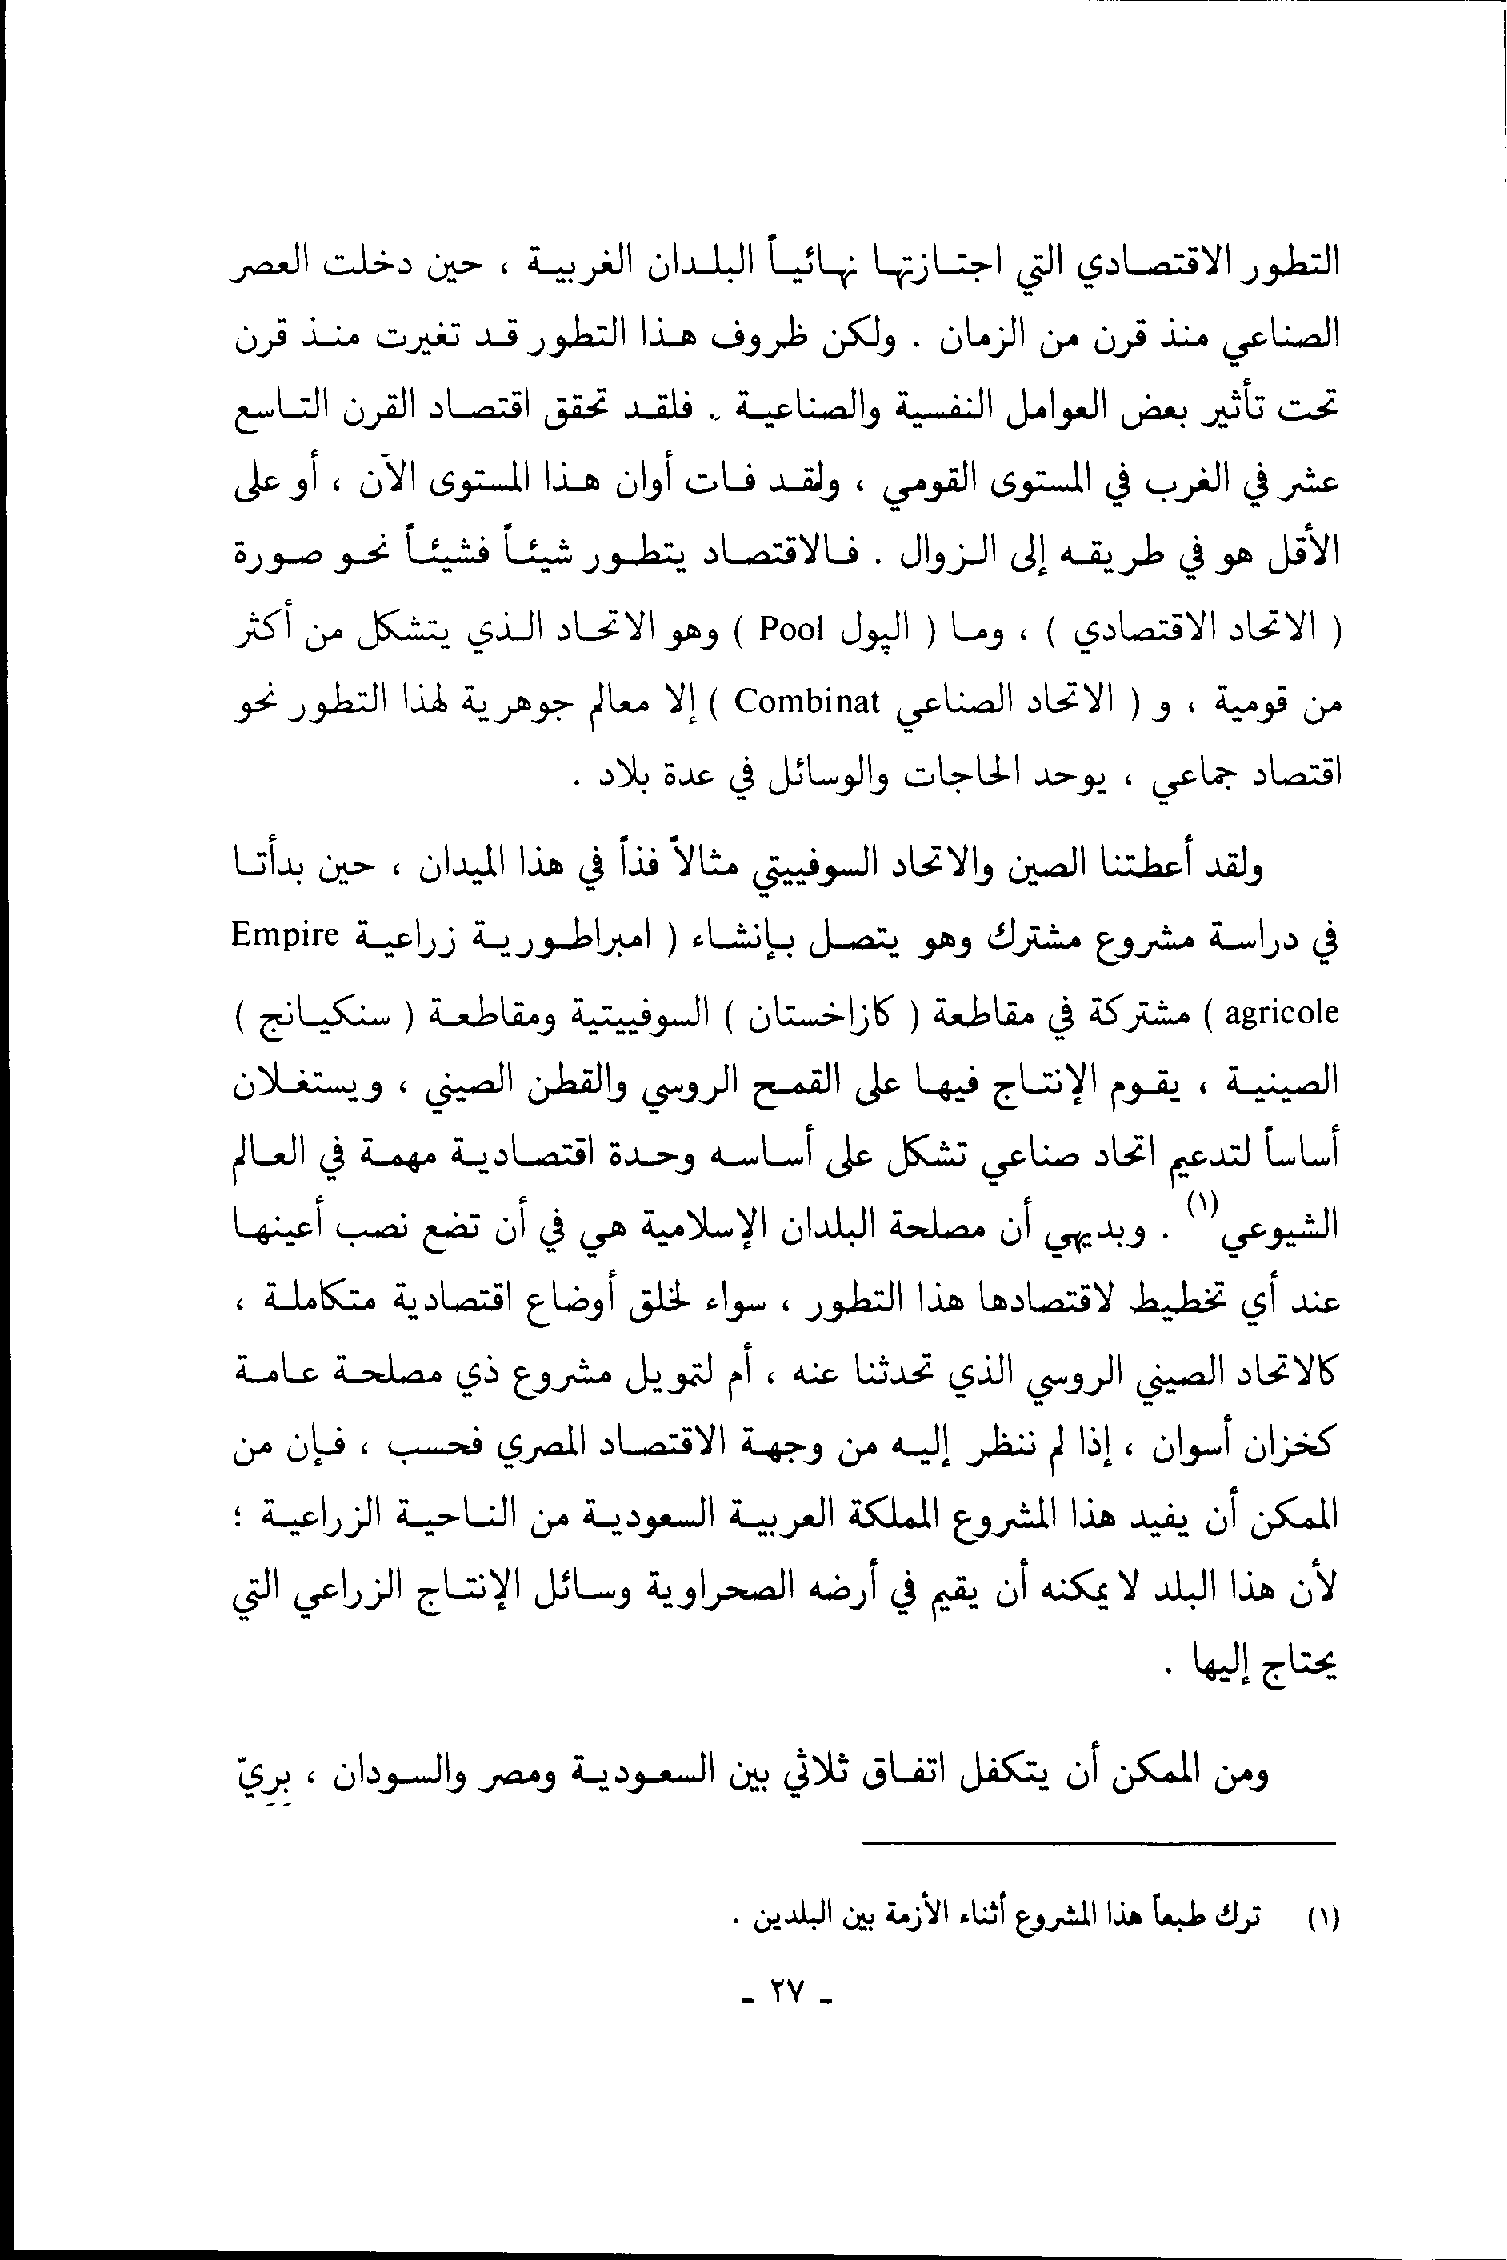 التطور الاقتصادي التي اجتازتها نهائياً البلدان الغربية ، حين دخلت العصر
الصناعي منذ قرن من الزمان . ولكن ظروف هذا التطور قد تغيرت منذ قرن
تحت تأثير بعض العوامل النفسية والصناعية . فلقد تحقق اقتصاد القرن التاسع
عشر في الغرب في المستوى القومي ، ولقد فات أوان هذا المستوى الآن ، أو على
الأقل هو في طريقه إلى الزوال . فالاقتصاد يتطور شيئاً فشيئاً نحو صورة
( الاتحاد الاقتصادي ) ، وما ( الپول Pool ) وهو الاتحاد الذي يتشكل من أكثر
من قومية ، و ( الاتحاد الصناعي Combinat ) إلا معالم جوهرية لهذا التطور نحو
اقتصاد جماعي ، يوحد الحاجات والوسائل في عدة بلاد .
ولقد أعطتنا الصين والاتحاد السوفييتي مثالاً فذاً في هذا الميدان ، حين بدأتا
في دراسة مشروع مشترك وهو يتصل بإنشاء ( امبراطورية زراعية Empire
agricole ) مشتركة في مقاطعة ( كازاخستان ) السوفييتية ومقاطعة ( سنكيانج )
الصينية ، يقوم الإنتاج فيها على القمح الروسي والقطن الصيني ، ويستغلان
أساساً لتدعيم اتحاد صناعي تشكل على أساسه وحدة اقتصادية مهمة في العالم
الشيوعي(١) . وبديهي أن مصلحة البلدان الإسلامية هي في أن تضع نصب أعينها
عند أي تخطيط لاقتصادها هذا التطور ، سواء لخلق أوضاع اقتصادية متكاملة ،
كالاتحاد الصيني الروسي الذي تحدثنا عنه ، أم لتمويل مشروع ذي مصلحة عامة
كخزان أسوان ، إذا لم ننظر إليه من وجهة الاقتصاد المصري فحسب ، فإن من
الممكن أن يفيد هذا المشروع المملكة العربية السعودية من الناحية الزراعية ؛
لأن هذا البلد لا يمكنه أن يقيم في أرضه الصحراوية وسائل الإنتاج الزراعي التي
يحتاج إليها .
ومن الممكن أن يتكفل اتفاق ثلاثي بين السعودية ومصر والسودان ، بريّ
(١) ترك طبعاً هذا المشروع أثناء الأزمة بين البلدين .
- ٢٧ -